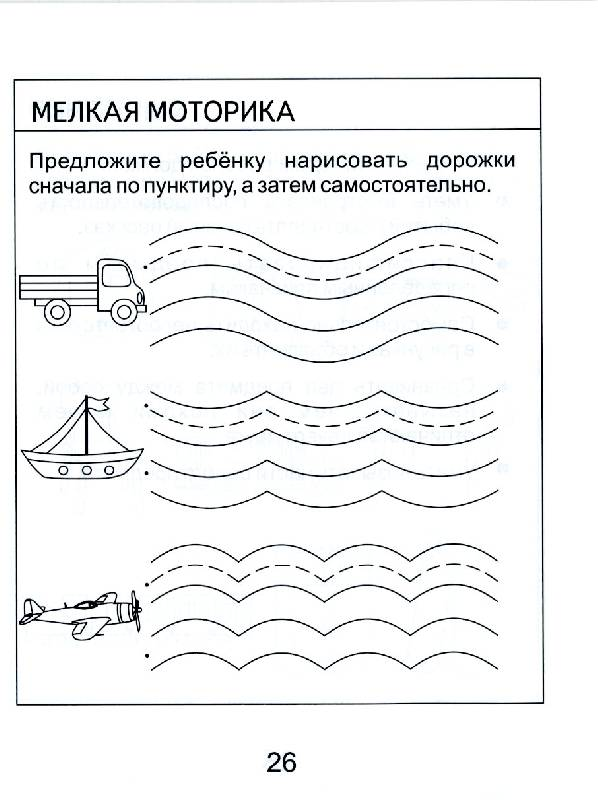 МЕЛКАЯ МОТОРИКА
Предложите ребёнку нарисовать дорожки
сначала по пунктиру, а затем самостоятельно.
26